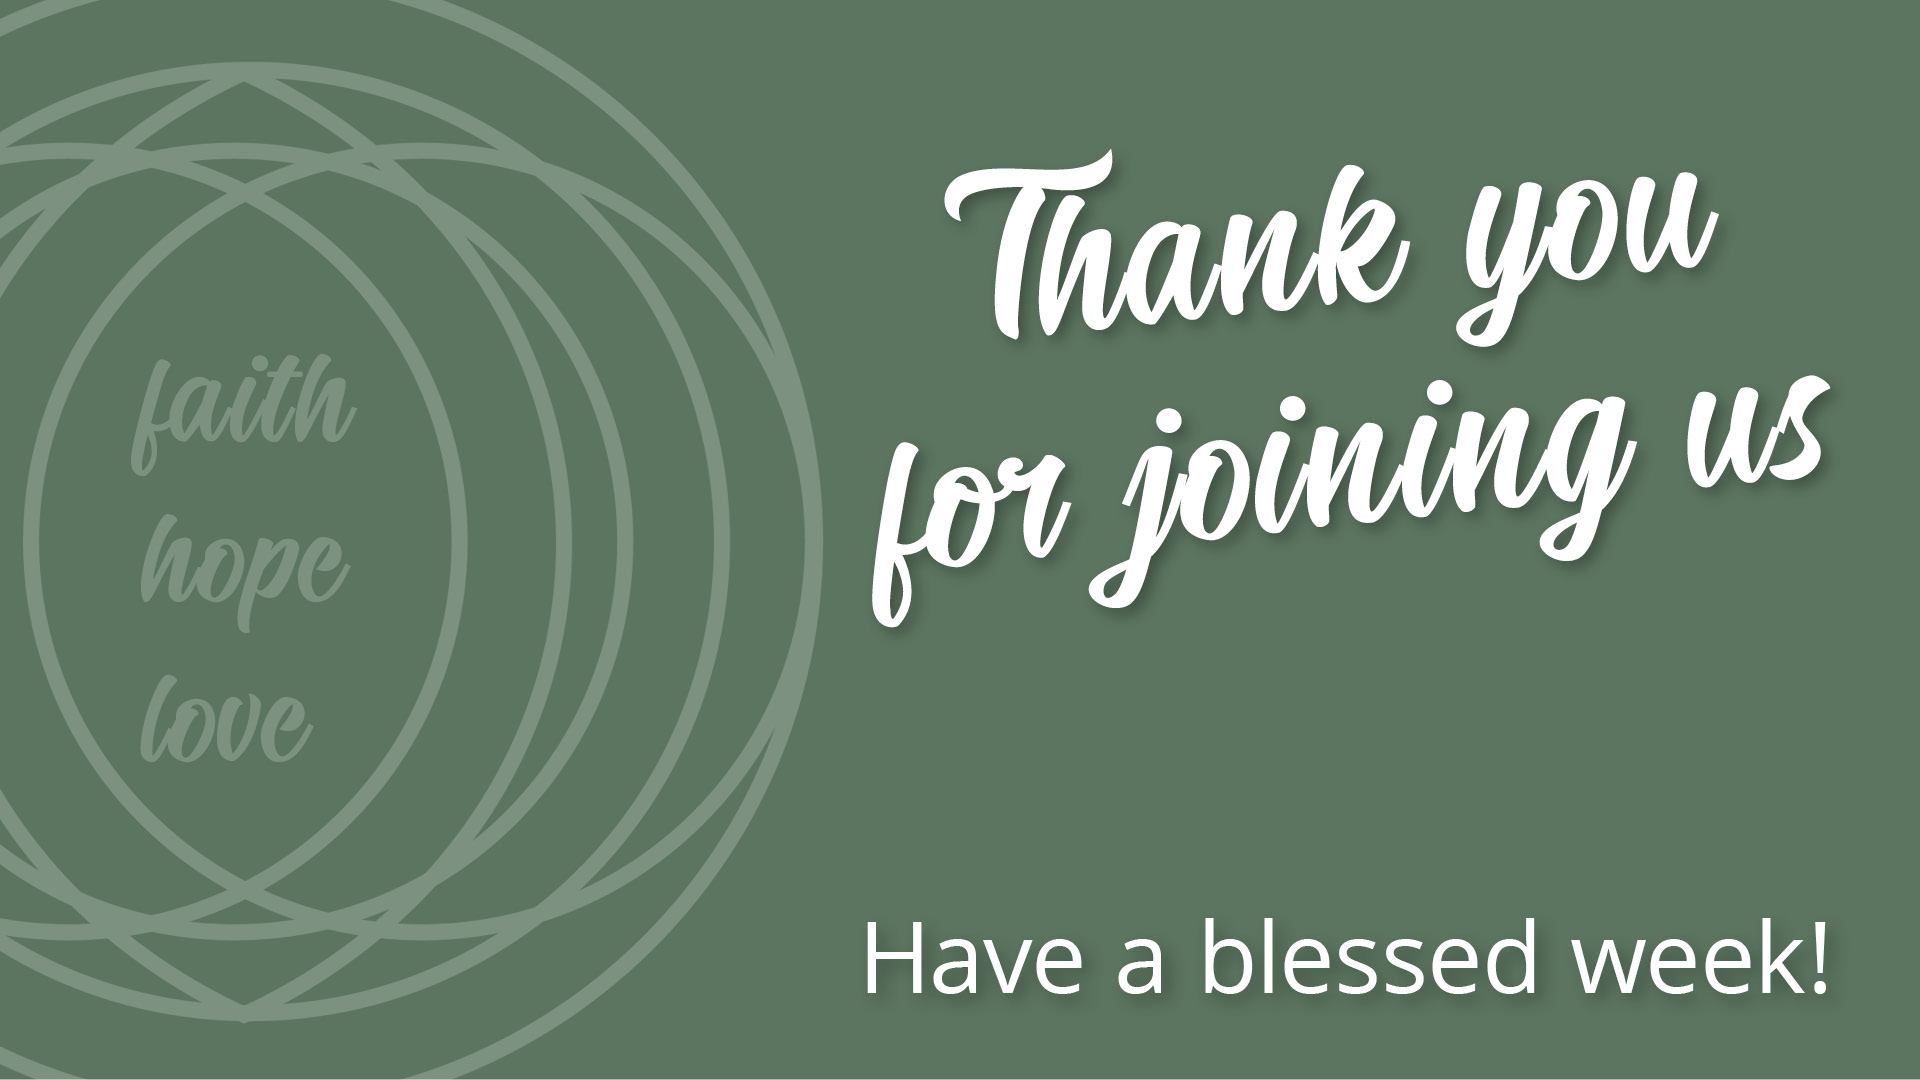 faith
hope
love
Thank you
for joining us
Have a blessed week!